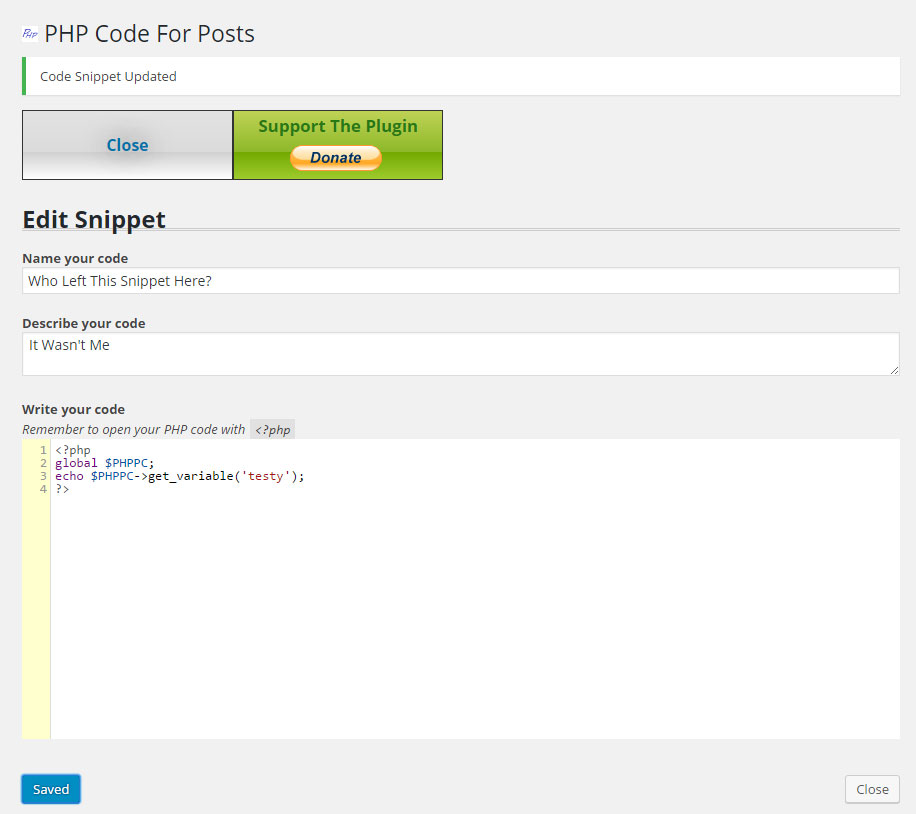 PHP PHP Code For Posts
Code Snippet Updated
Close
Support The Plugin
Donate
Edit Snippet
Name your code
Who Left This Snippet Here?
Describe your code
It Wasn't Me
Write your code
Remember to open your PHP code with <?php
1 <?php
2 global $PHPPC;
3 echo $PHPPC->get_variable('testy');
4 ?>
Saved
Close